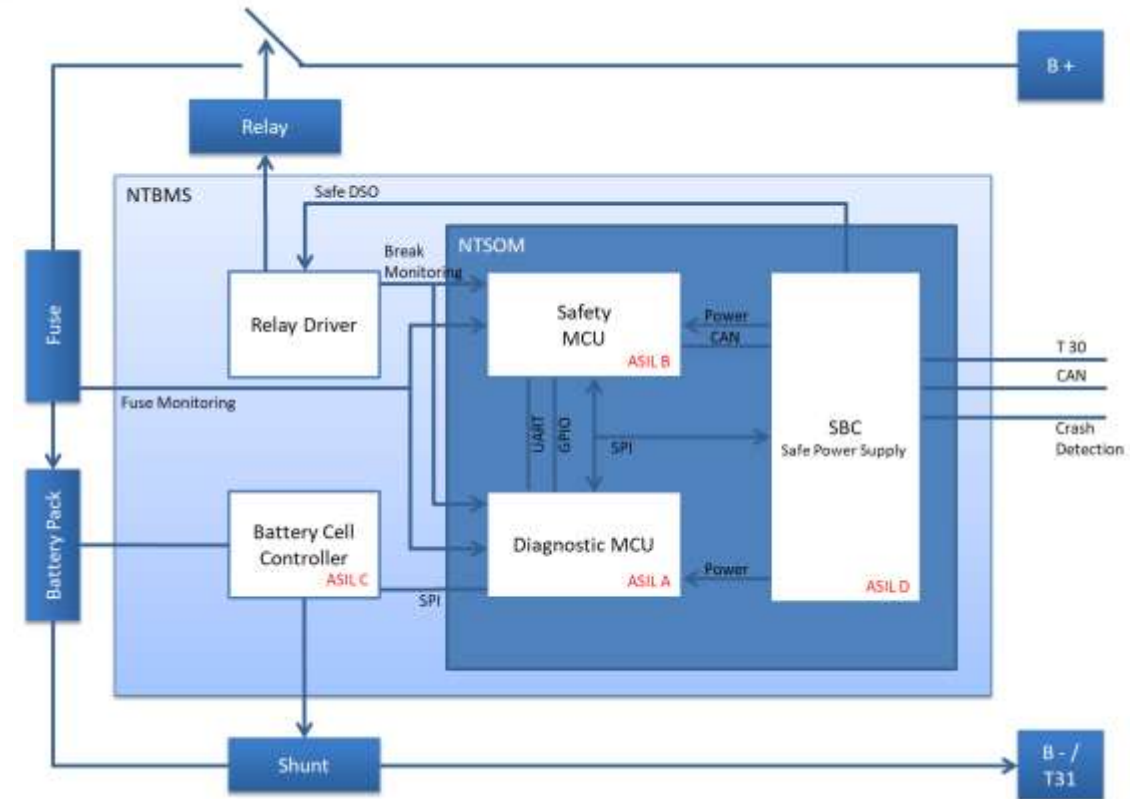 B +
Relay
NTBMS
Safe DSO
NTSOM
Break
Monitoring
Fuse
Relay Driver
Safety
MCU
ASIL B
Power
CAN
T 30
CAN
Crash
Detection
Fuse Monitoring
UART
GPIO
SPI
SBC
Safe Power Supply
ASIL D
Battery Pack
Battery Cell
Controller
ASIL C
SPI
Diagnostic MCU
ASIL A
Power
Shunt
B - /
T31